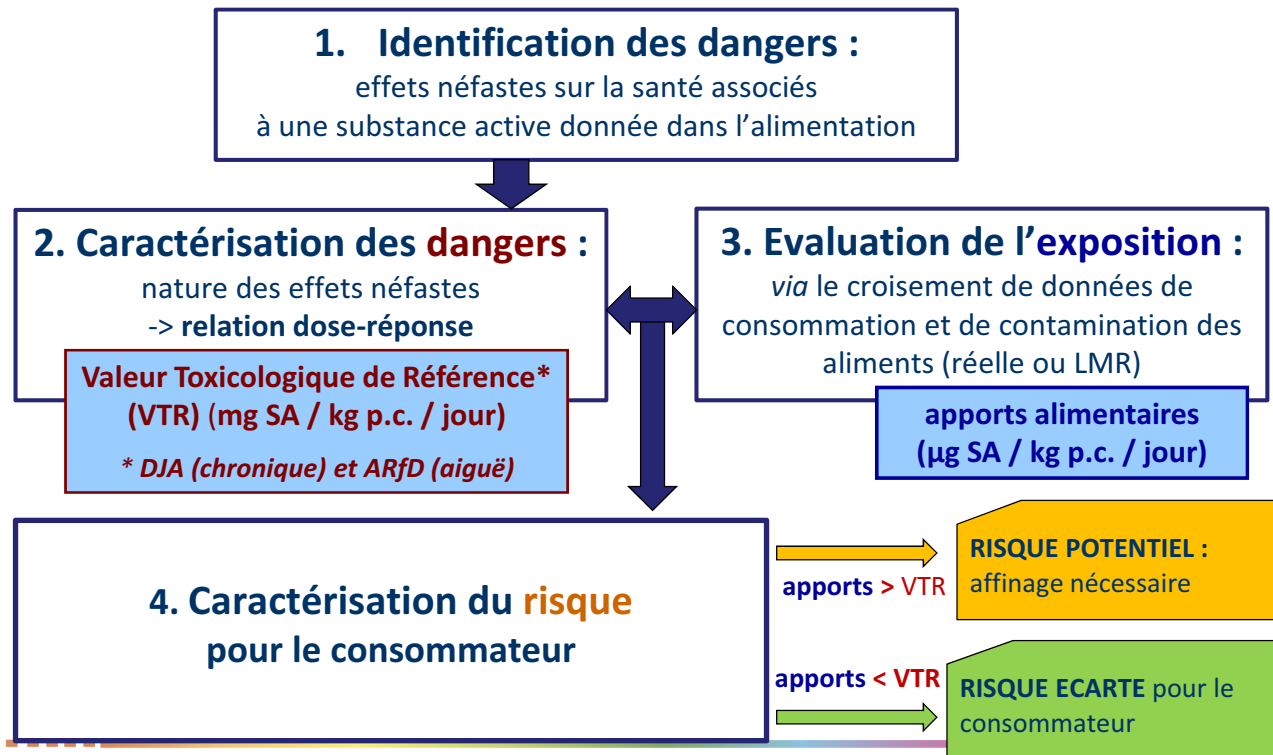 1. Identification des dangers :
effets néfastes sur la santé associés
à une substance active donnée dans l’alimentation
2. Caractérisation des dangers :
nature des effets néfastes
-> relation dose-réponse
Valeur Toxicologique de Référence*
(VTR) (mg SA / kg p.c. / jour)
* DJA (chronique) et ARfD (aiguë)
3. Evaluation de l’exposition :
via le croisement de données de
consommation et de contamination des
aliments (réelle ou LMR)
apports alimentaires
(µg SA / kg p.c. / jour)
4. Caractérisation du risque
pour le consommateur
apports > VTR
RISQUE POTENTIEL :
affinage nécessaire
apports < VTR
RISQUE ECARTE pour le
consommateur